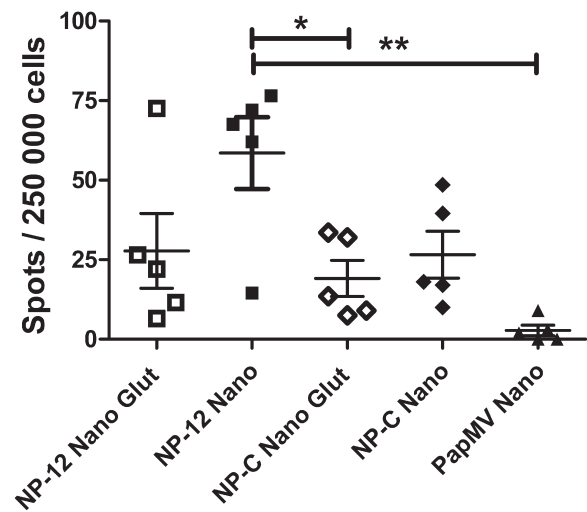 100
*
**
75
50
25
0
Spots / 250 000 cells
NP-12 Nano Glut
NP-12 Nano
NP-C Nano Glut
NP-C Nano
PapMV Nano